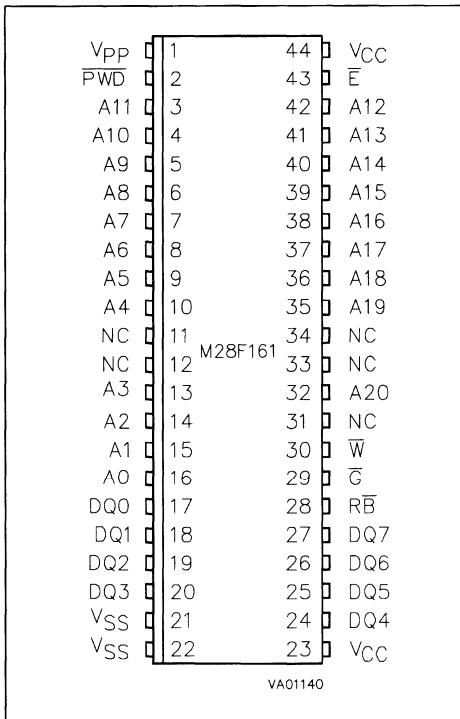 VPP 1 44 VCC
P̅W̅D̅ 2 43 E̅
A11 3 42 A12
A10 4 41 A13
A9 5 40 A14
A8 6 39 A15
A7 7 38 A16
A6 8 37 A17
A5 9 36 A18
A4 10 35 A19
NC 11 34 NC
M28F161
NC 12 33 NC
A3 13 32 A20
A2 14 31 NC
A1 15 30 W̅
A0 16 29 G̅
DQ0 17 28 RB̅
DQ1 18 27 DQ7
DQ2 19 26 DQ6
DQ3 20 25 DQ5
VSS 21 24 DQ4
VSS 22 23 VCC
VA01140